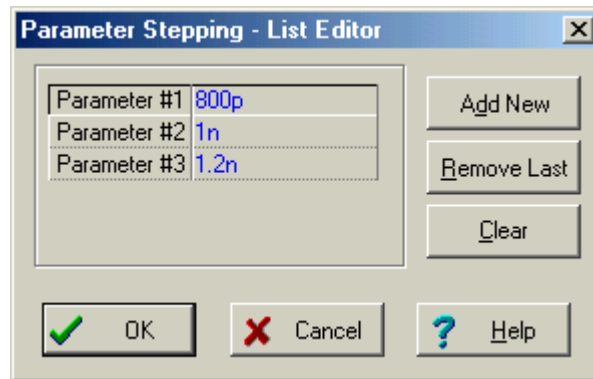 Parameter Stepping - List Editor
Parameter #1 800p
Parameter #2 1n
Parameter #3 1.2n
Add New
Remove Last
Clear
OK Cancel Help